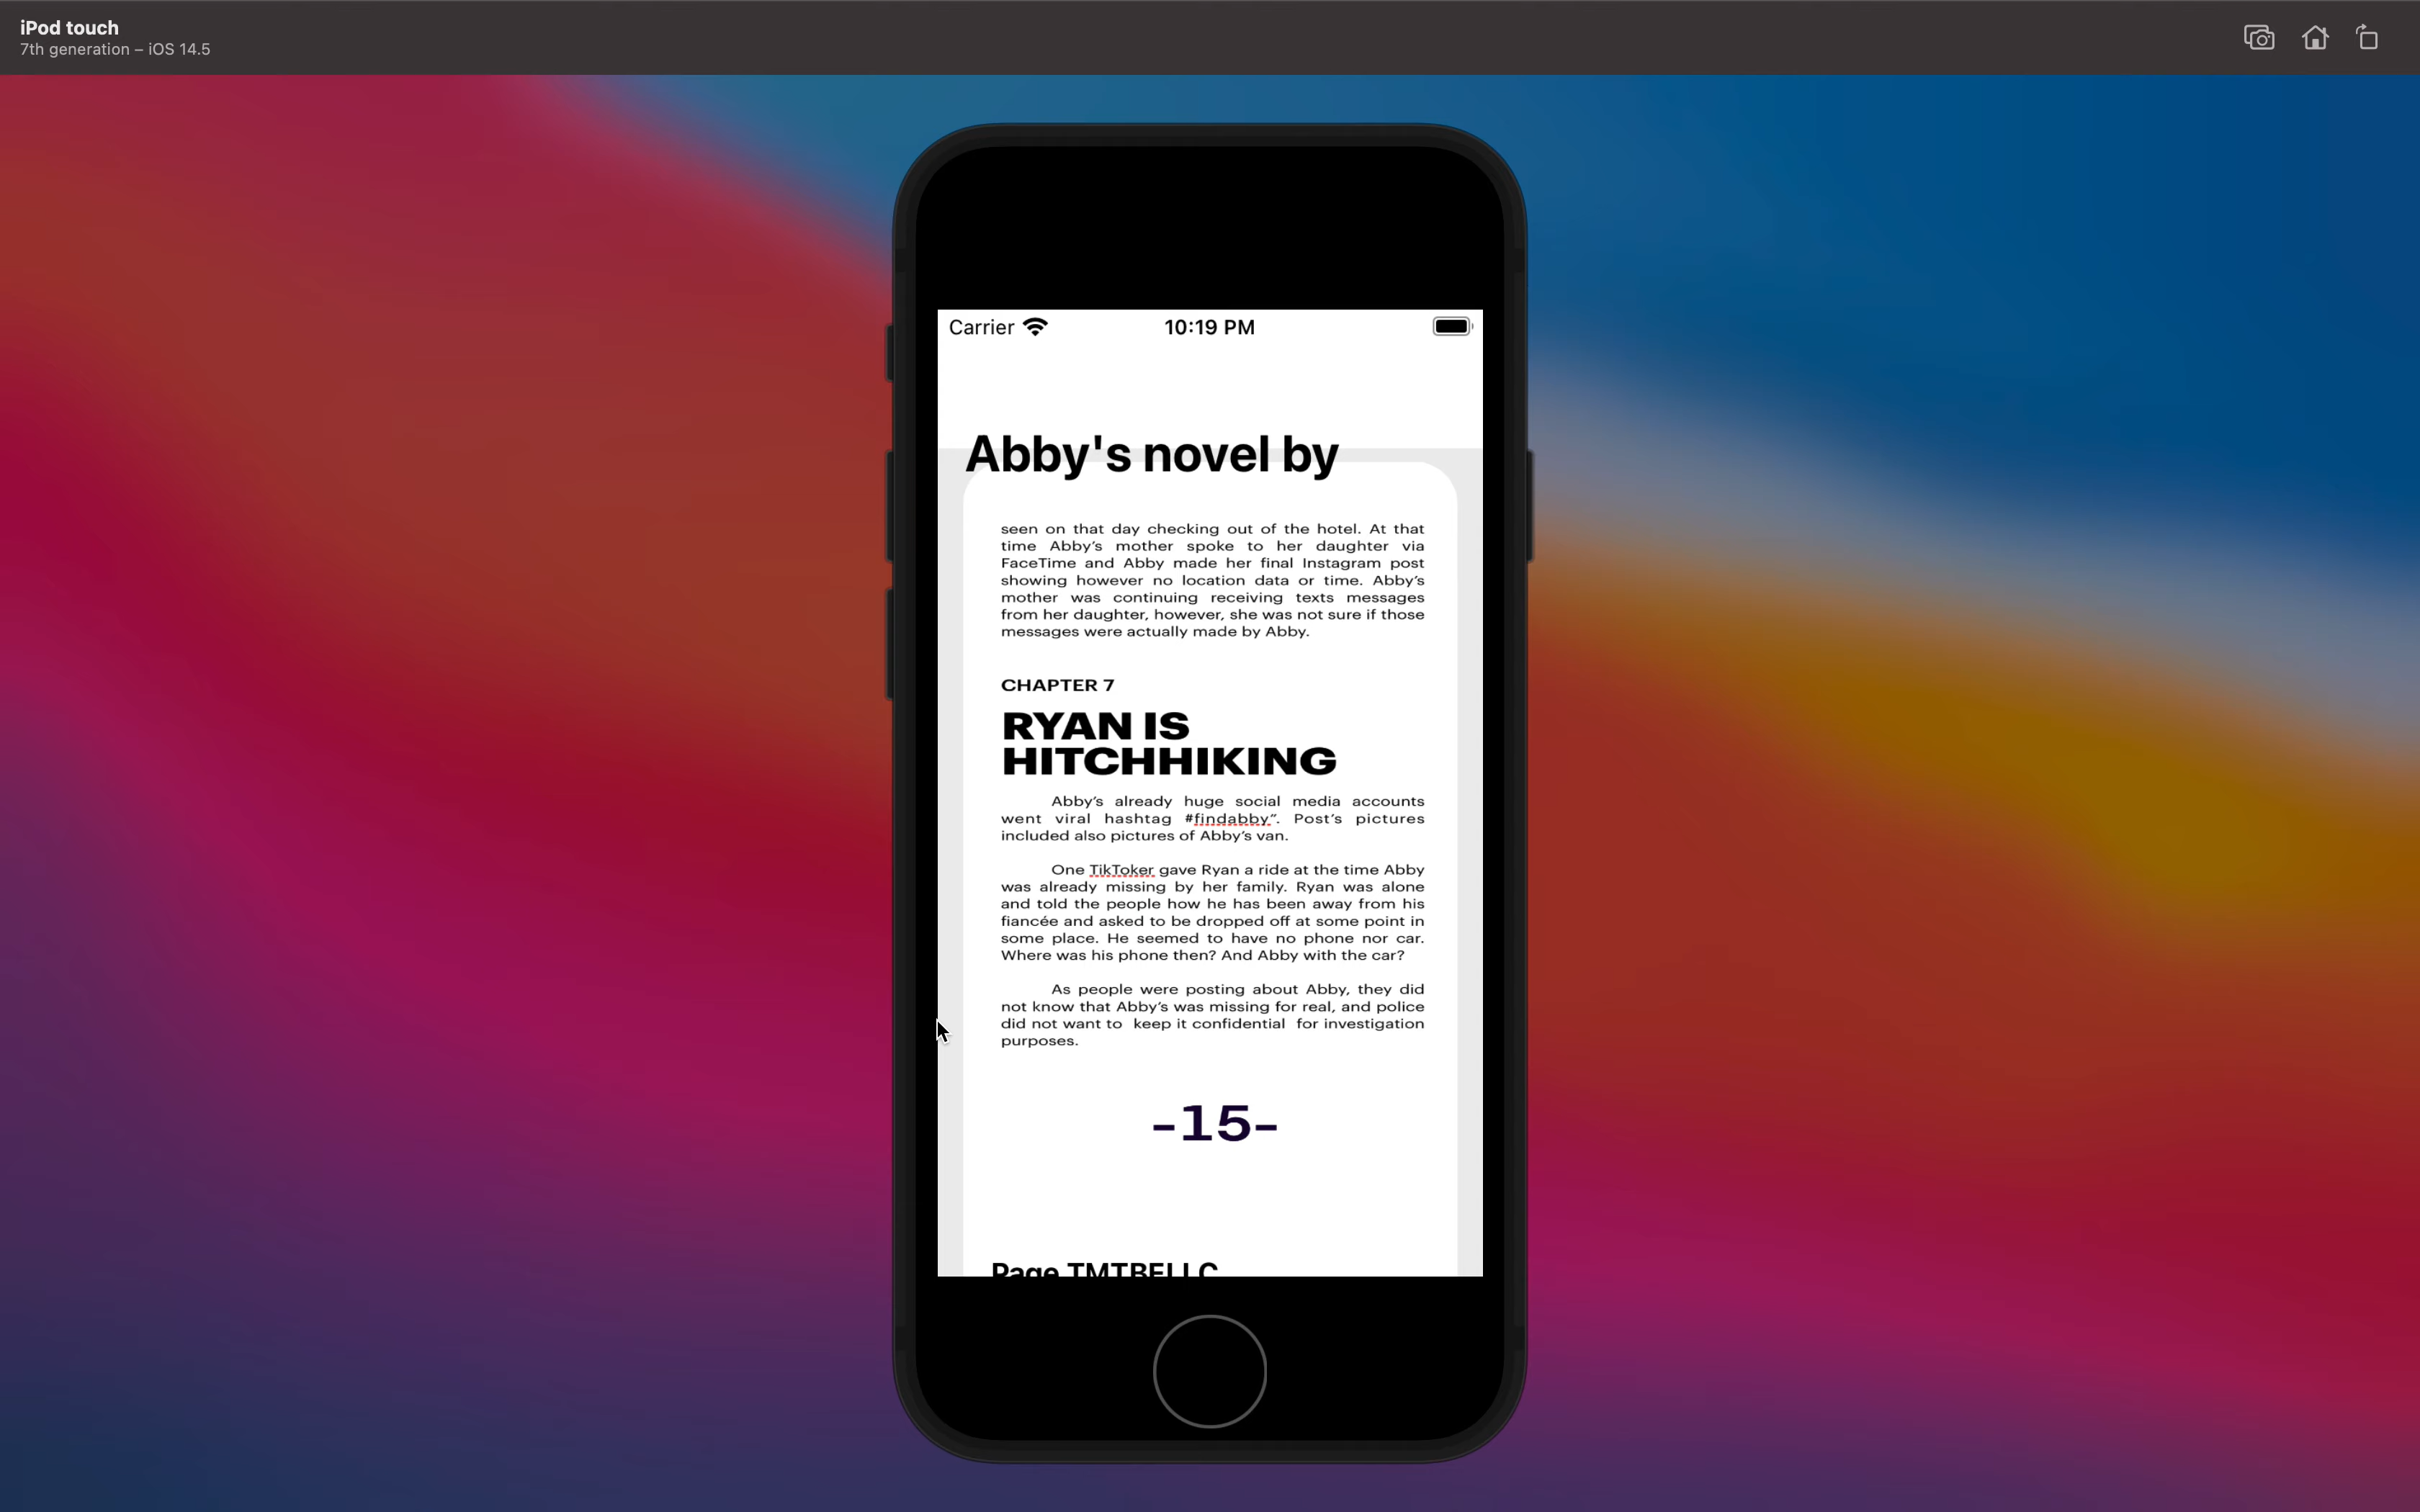 iPod touch
7th generation – iOS 14.5
Carrier 10:19 PM
Abby's novel by
seen on that day checking out of the hotel. At that
time Abby’s mother spoke to her daughter via
FaceTime and Abby made her final Instagram post
showing however no location data or time. Abby’s
mother was continuing receiving texts messages
from her daughter, however, she was not sure if those
messages were actually made by Abby.
CHAPTER 7
RYAN IS
HITCHHIKING
Abby’s already huge social media accounts
went viral hashtag #findabby”. Post’s pictures
included also pictures of Abby’s van.
One TikToker gave Ryan a ride at the time Abby
was already missing by her family. Ryan was alone
and told the people how he has been away from his
fiancée and asked to be dropped off at some point in
some place. He seemed to have no phone nor car.
Where was his phone then? And Abby with the car?
As people were posting about Abby, they did
not know that Abby’s was missing for real, and police
did not want to keep it confidential for investigation
purposes.
-15-
Page TMTBELLC